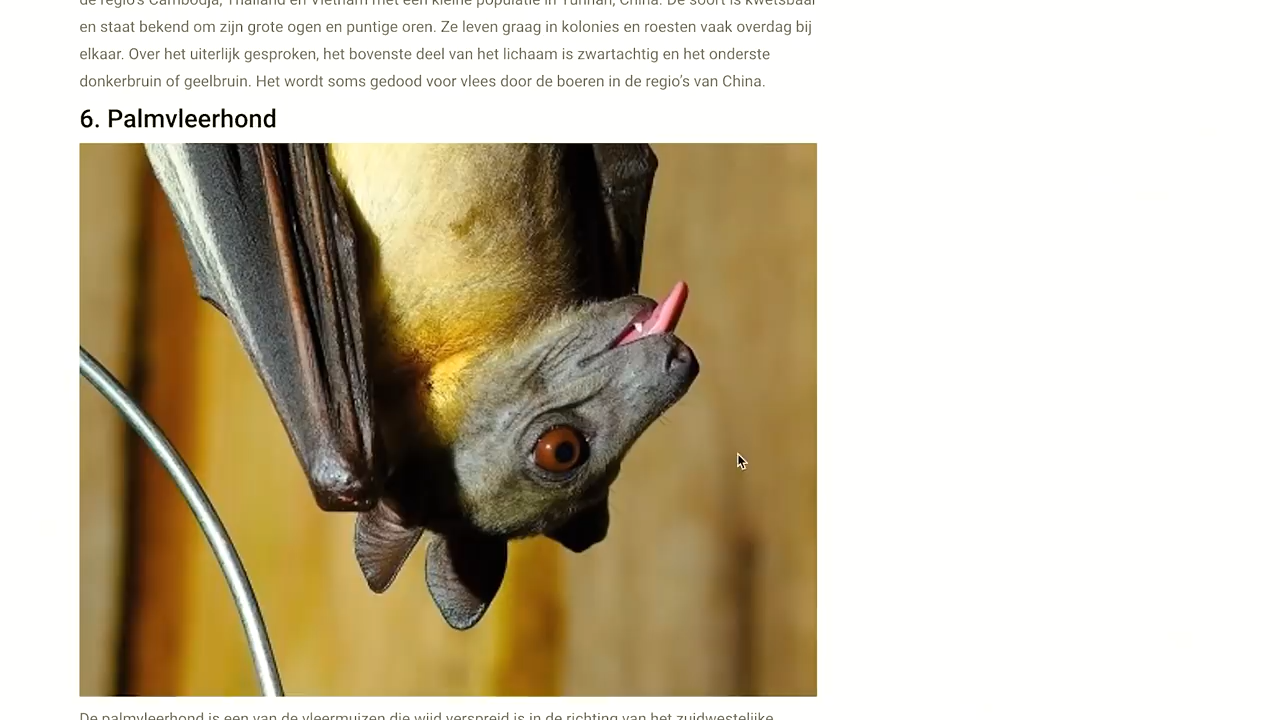 de regio's Cambodja, Thailand en Vietnam met een kleine populatie in Yunnan, China. De soort is kwetsbaar
en staat bekend om zijn grote ogen en puntige oren. Ze leven graag in kolonies en roesten vaak overdag bij
elkaar. Over het uiterlijk gesproken, het bovenste deel van het lichaam is zwartachtig en het onderste
donkerbruin of geelbruin. Het wordt soms gedood voor vlees door de boeren in de regio's van China.
6. Palmvleerhond
De palmvleerhond is een van de vleermuizen die wijd verspreid is in de richting van het zuidwestelijke